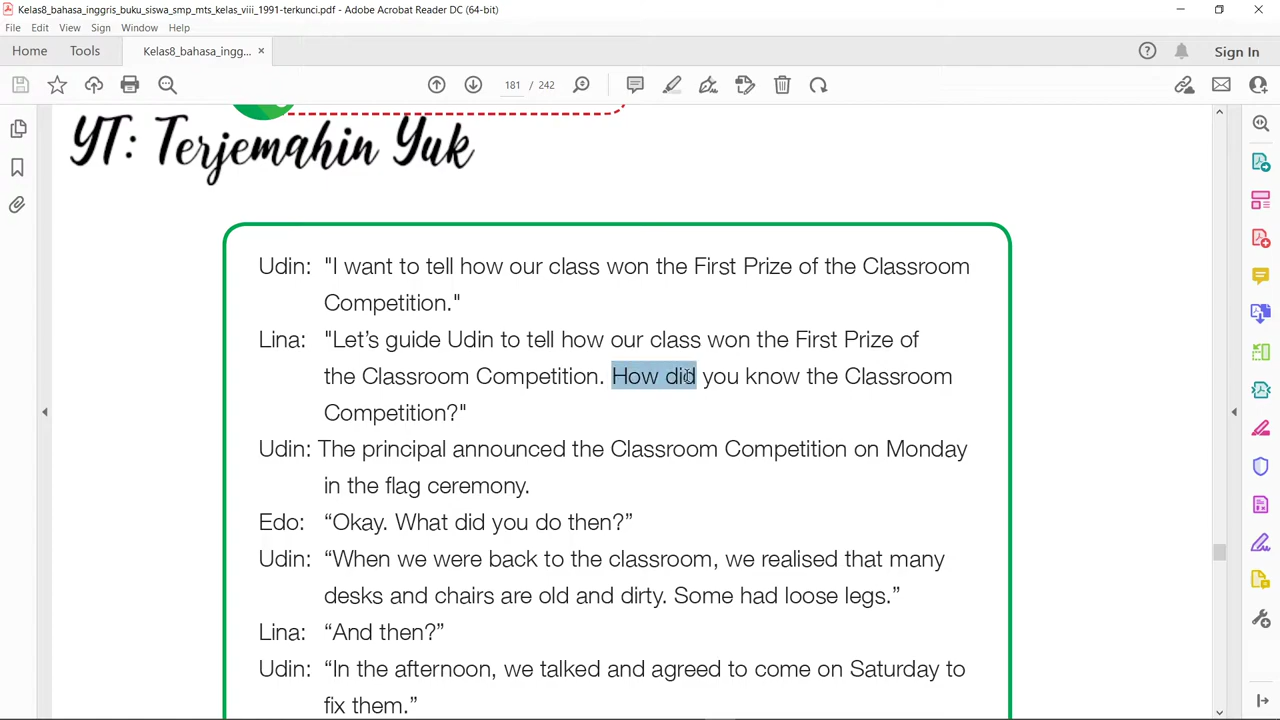 Kelas8_bahasa_inggris_buku_siswa_smp_mts_kelas_viii_1991-terkunci.pdf - Adobe Acrobat Reader DC (64-bit)
File Edit View Sign Window Help
Home Tools Kelas8_bahasa_ingg... × Sign In
181 / 242
YT: Terjemahin Yuk
Udin: "I want to tell how our class won the First Prize of the Classroom
Competition."
Lina: "Let’s guide Udin to tell how our class won the First Prize of
the Classroom Competition. How did you know the Classroom
Competition?"
Udin: The principal announced the Classroom Competition on Monday
in the flag ceremony.
Edo: “Okay. What did you do then?”
Udin: “When we were back to the classroom, we realised that many
desks and chairs are old and dirty. Some had loose legs.”
Lina: “And then?”
Udin: “In the afternoon, we talked and agreed to come on Saturday to
fix them.”